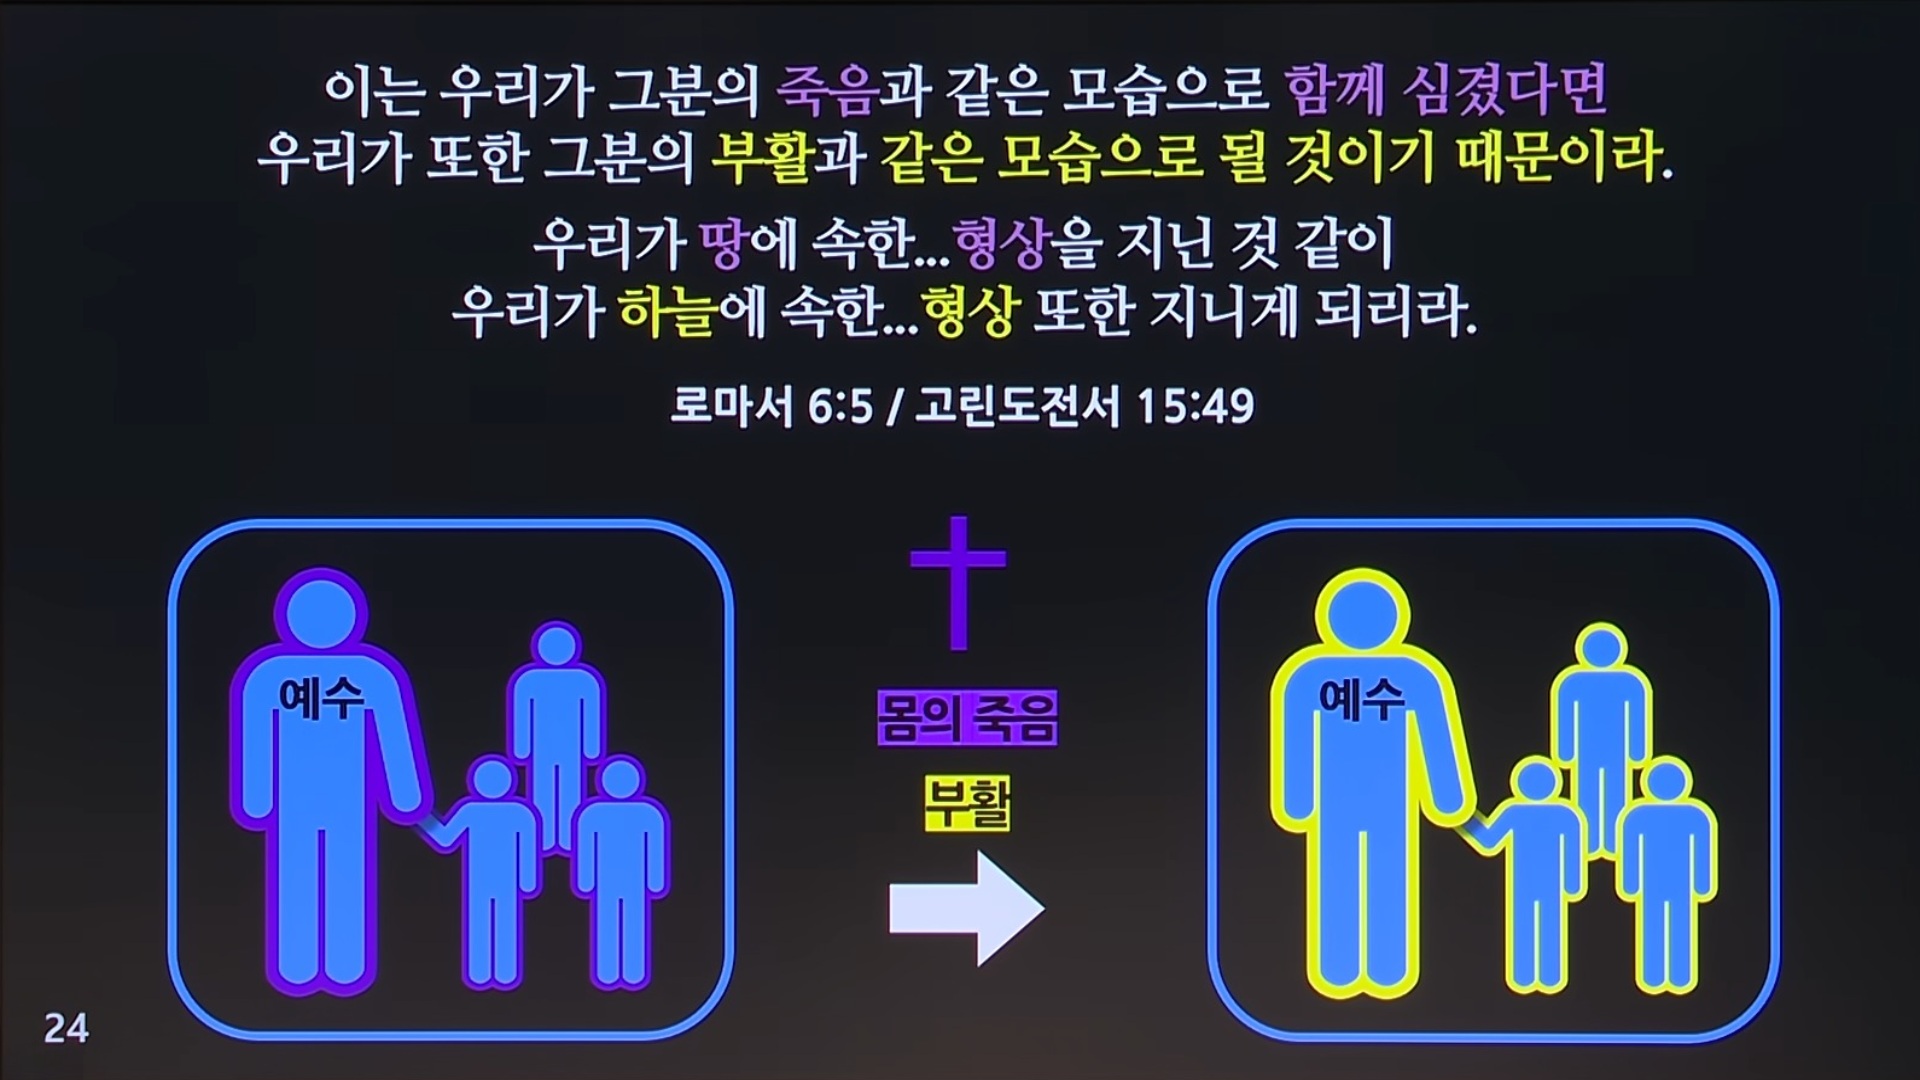 이는 우리가 그분의 죽음과 같은 모습으로 함께 심겼다면
우리가 또한 그분의 부활과 같은 모습으로 될 것이기 때문이라.
우리가 땅에 속한...형상을 지닌 것 같이
우리가 하늘에 속한...형상 또한 지니게 되리라.
로마서 6:5 / 고린도전서 15:49
예수
몸의 죽음
부활
예수
24